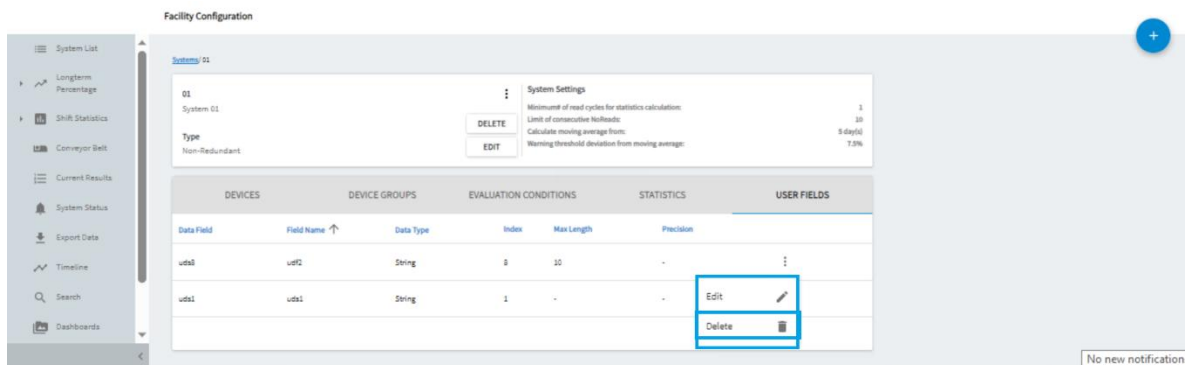 Facility Configuration
+
System List
Longterm
Percentage
Shift Statistics
Conveyor Belt
Current Results
System Status
Export Data
Timeline
Search
Dashboards
Systems/ 01
01
System 01
Type
Non-Redundant
DELETE
EDIT
System Settings
Minimum# of read cycles for statistics calculation: 1
Limit of consecutive NoReads: 10
Calculate moving average from: 5 day(s)
Warning threshold deviation from moving average: 7.5%
DEVICES DEVICE GROUPS EVALUATION CONDITIONS STATISTICS USER FIELDS
Data Field Field Name Data Type Index Max Length Precision
uds8 udf2 String 8 10 -
uds1 uds1 String 1 - -
Edit
Delete
No new notification